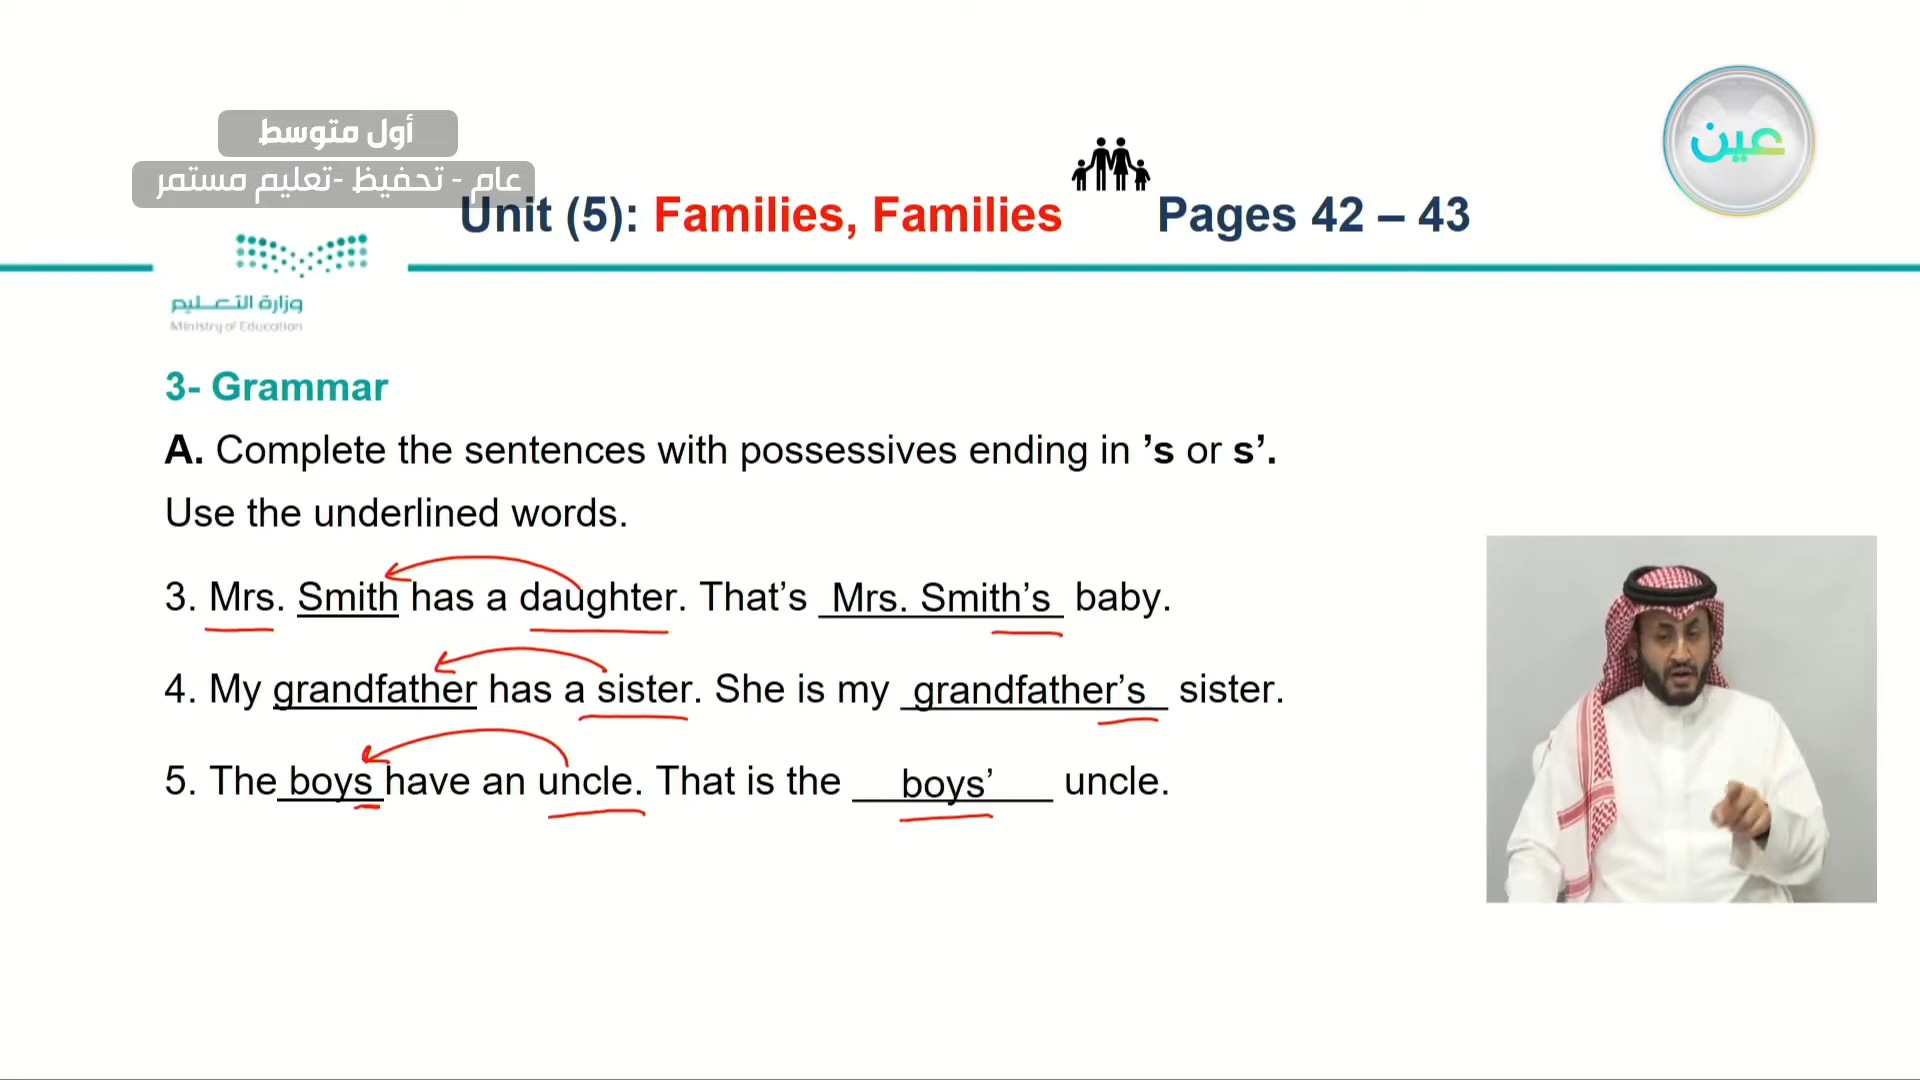 أول متوسط
عام - تحفيظ -تعليم مستمر
عين
Unit (5): Families, Families Pages 42 – 43
وزارة التعليم
Ministry of Education
3- Grammar
A. Complete the sentences with possessives ending in ’s or s’.
Use the underlined words.
3. Mrs. Smith has a daughter. That’s Mrs. Smith’s baby.
4. My grandfather has a sister. She is my grandfather’s sister.
5. The boys have an uncle. That is the boys’ uncle.